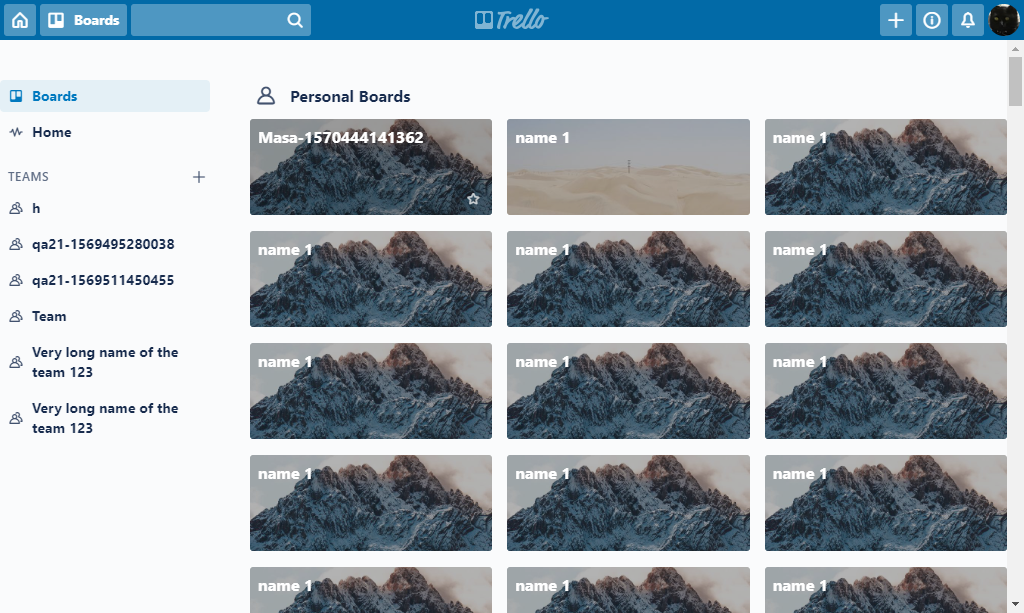 Boards
Trello
Boards
Home
TEAMS
h
qa21-1569495280038
qa21-1569511450455
Team
Very long name of the
team 123
Very long name of the
team 123
Personal Boards
Masa-1570444141362
name 1
name 1
name 1
name 1
name 1
name 1
name 1
name 1
name 1
name 1
name 1
name 1
name 1
name 1